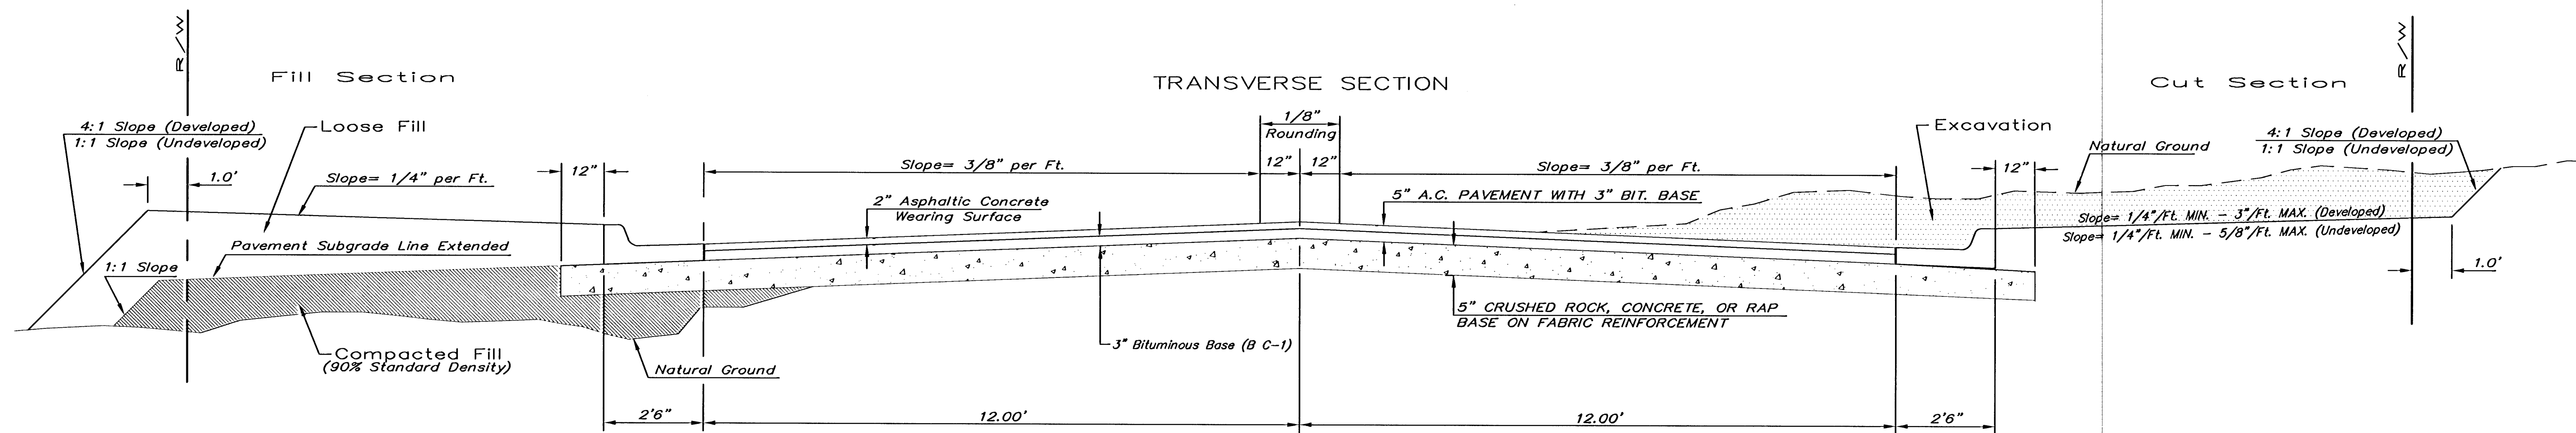 R/W
R/W
Fill Section
TRANSVERSE SECTION
Cut Section
4:1 Slope (Developed)
1:1 Slope (Undeveloped)
Loose Fill
1/8"
Rounding
Excavation
4:1 Slope (Developed)
1:1 Slope (Undeveloped)
Natural Ground
12"
Slope= 3/8" per Ft.
12"
12"
Slope= 3/8" per Ft.
12"
1.0'
Slope= 1/4" per Ft.
2" Asphaltic Concrete
Wearing Surface
5" A.C. PAVEMENT WITH 3" BIT. BASE
Slope= 1/4"/Ft. MIN. - 3"/Ft. MAX. (Developed)
Slope= 1/4"/Ft. MIN. - 5/8"/Ft. MAX. (Undeveloped)
Pavement Subgrade Line Extended
1:1 Slope
1.0'
5" CRUSHED ROCK, CONCRETE, OR RAP
BASE ON FABRIC REINFORCEMENT
3" Bituminous Base (B C-1)
Compacted Fill
(90% Standard Density)
Natural Ground
2'6"
12.00'
12.00'
2'6"